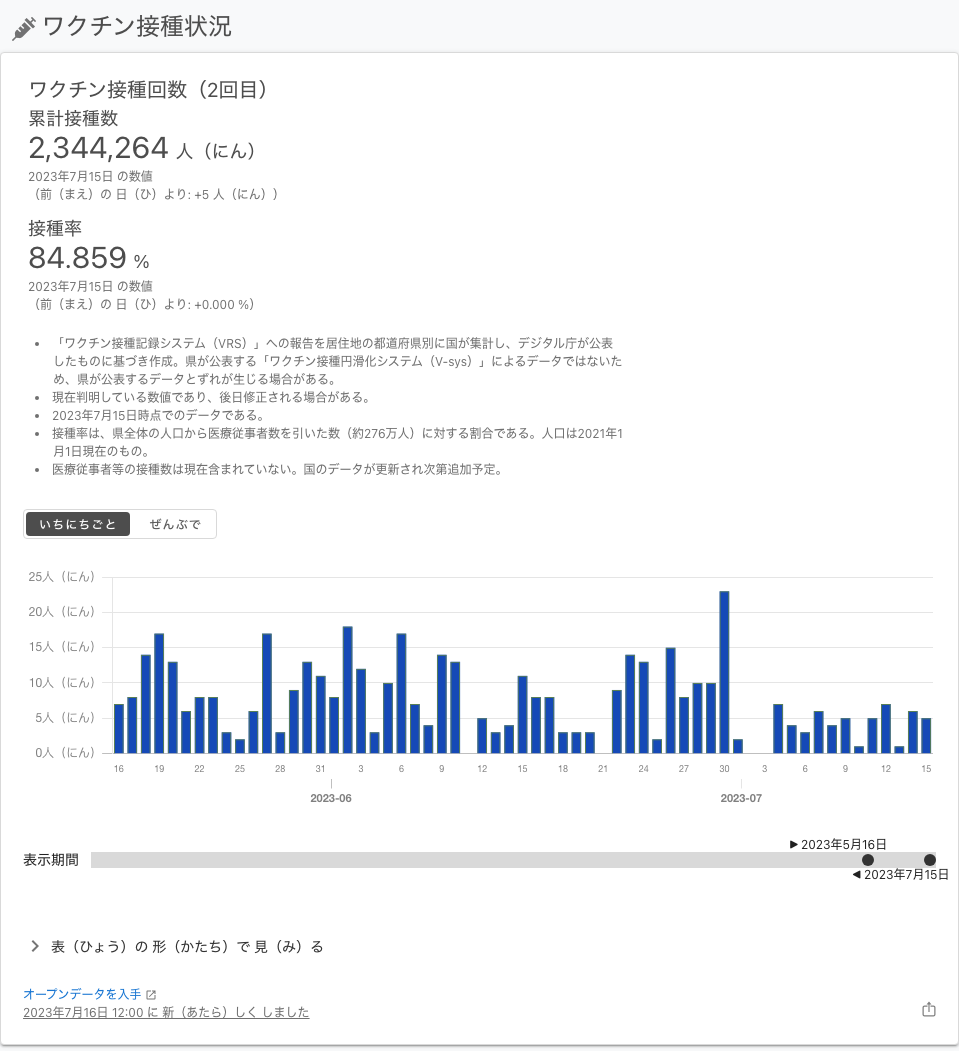 ワクチン接種状況
ワクチン接種回数（2回目）
累計接種数
2,344,264 人（にん）
2023年7月15日 の数値
（前（まえ）の 日（ひ）より: +5 人（にん））
接種率
84.859 %
2023年7月15日 の数値
（前（まえ）の 日（ひ）より: +0.000 %）
• 「ワクチン接種記録システム（VRS）」への報告を居住地の都道府県別に国が集計し、デジタル庁が公表
したものに基づき作成。県が公表する「ワクチン接種円滑化システム（V-sys）」によるデータではないた
め、県が公表するデータとずれが生じる場合がある。
• 現在判明している数値であり、後日修正される場合がある。
• 2023年7月15日時点でのデータである。
• 接種率は、県全体の人口から医療従事者数を引いた数（約276万人）に対する割合である。人口は2021年1
月1日現在のもの。
• 医療従事者等の接種数は現在含まれていない。国のデータが更新され次第追加予定。
いちにちごと ぜんぶで
25人（にん）
20人（にん）
15人（にん）
10人（にん）
5人（にん）
0人（にん）
16 19 22 25 28 31 3 6 9 12 15 18 21 24 27 30 3 6 9 12 15
2023-06 2023-07
▶ 2023年5月16日
表示期間
◀ 2023年7月15日
表（ひょう）の 形（かたち）で 見（み）る
オープンデータを入手
2023年7月16日 12:00 に 新（あたら）しく しました